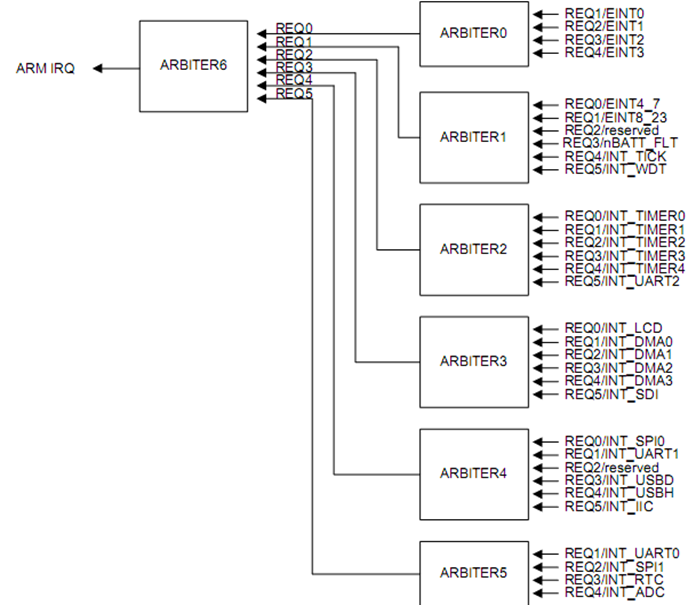 ARM IRQ
ARBITER6
REQ0
REQ1
REQ2
REQ3
REQ4
REQ5
ARBITER0
REQ1/EINT0
REQ2/EINT1
REQ3/EINT2
REQ4/EINT3
ARBITER1
REQ0/EINT4_7
REQ1/EINT8_23
REQ2/reserved
REQ3/nBATT_FLT
REQ4/INT_TICK
REQ5/INT_WDT
ARBITER2
REQ0/INT_TIMER0
REQ1/INT_TIMER1
REQ2/INT_TIMER2
REQ3/INT_TIMER3
REQ4/INT_TIMER4
REQ5/INT_UART2
ARBITER3
REQ0/INT_LCD
REQ1/INT_DMA0
REQ2/INT_DMA1
REQ3/INT_DMA2
REQ4/INT_DMA3
REQ5/INT_SDI
ARBITER4
REQ0/INT_SPI0
REQ1/INT_UART1
REQ2/reserved
REQ3/INT_USBD
REQ4/INT_USBH
REQ5/INT_IIC
ARBITER5
REQ1/INT_UART0
REQ2/INT_SPI1
REQ3/INT_RTC
REQ4/INT_ADC